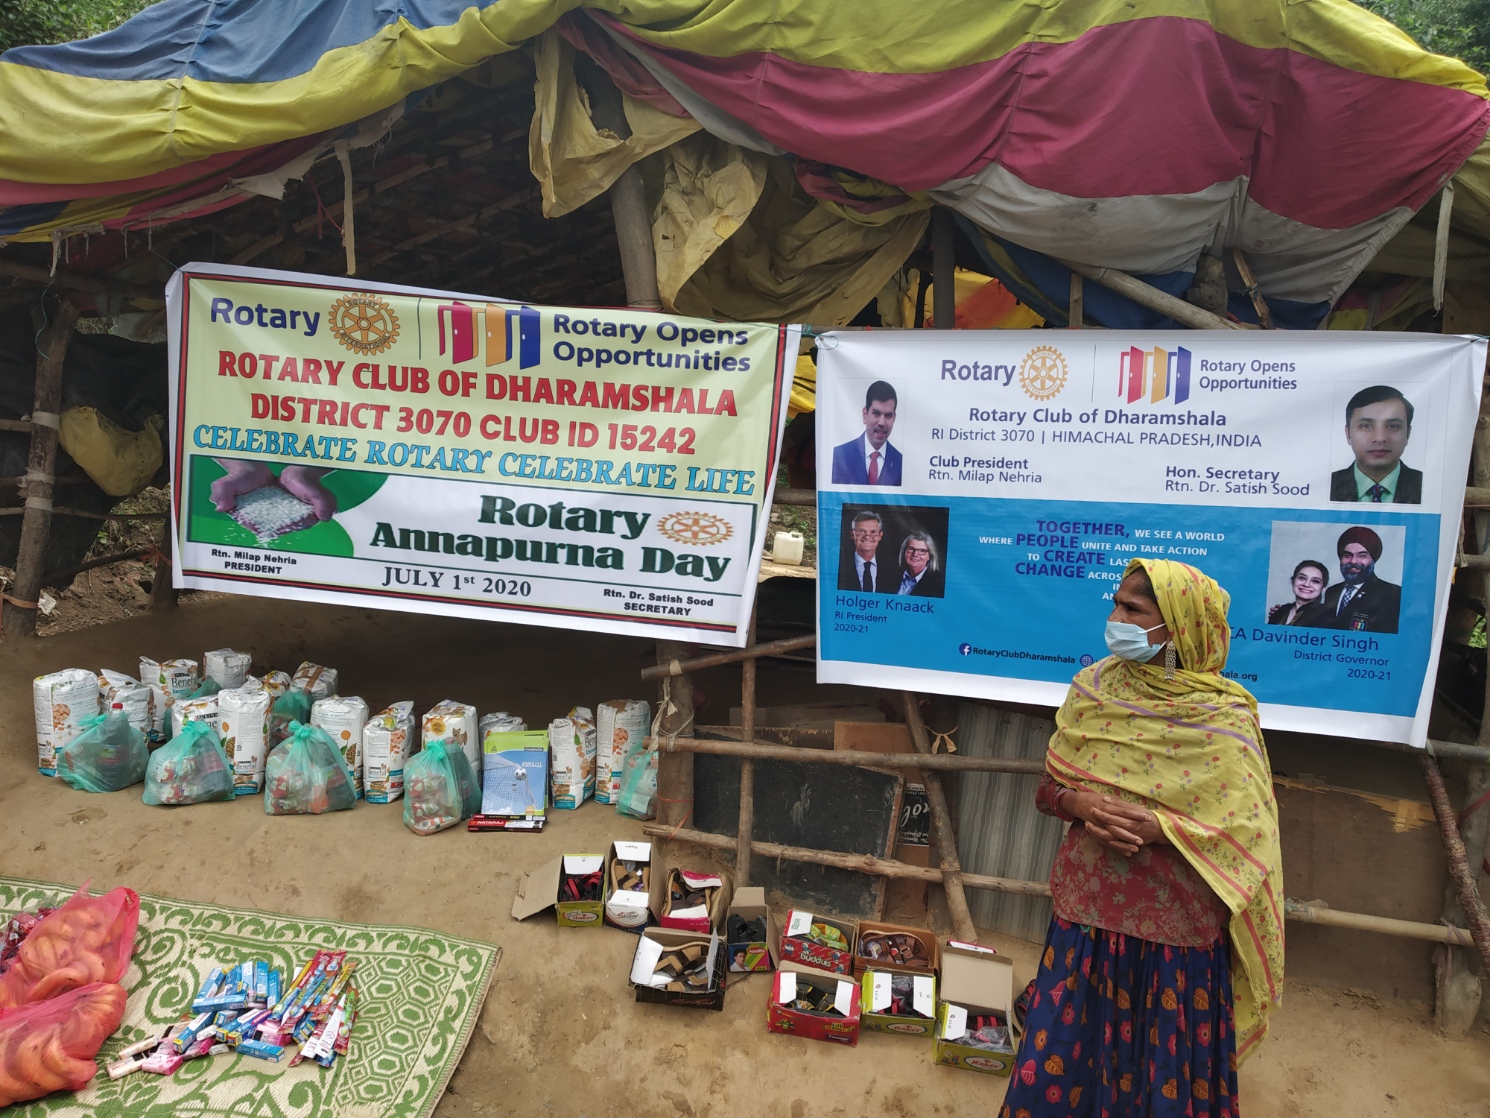 Rotary
Rotary Opens
Opportunities
ROTARY CLUB OF DHARAMSHALA
DISTRICT 3070 CLUB ID 15242
CELEBRATE ROTARY CELEBRATE LIFE
Rotary
Annapurna Day
Rtn. Milap Nehria
PRESIDENT
JULY 1st 2020
Rtn. Dr. Satish Sood
SECRETARY
Rotary
Rotary Opens
Opportunities
Rotary Club of Dharamshala
RI District 3070 | HIMACHAL PRADESH,INDIA
Club President
Rtn. Milap Nehria
Hon. Secretary
Rtn. Dr. Satish Sood
TOGETHER, WE SEE A WORLD
WHERE PEOPLE UNITE AND TAKE ACTION
TO CREATE
CHANGE
Holger Knaack
RI President
2020-21
CA Davinder Singh
District Governor
2020-21
RotaryClubDharamshala
Benefu